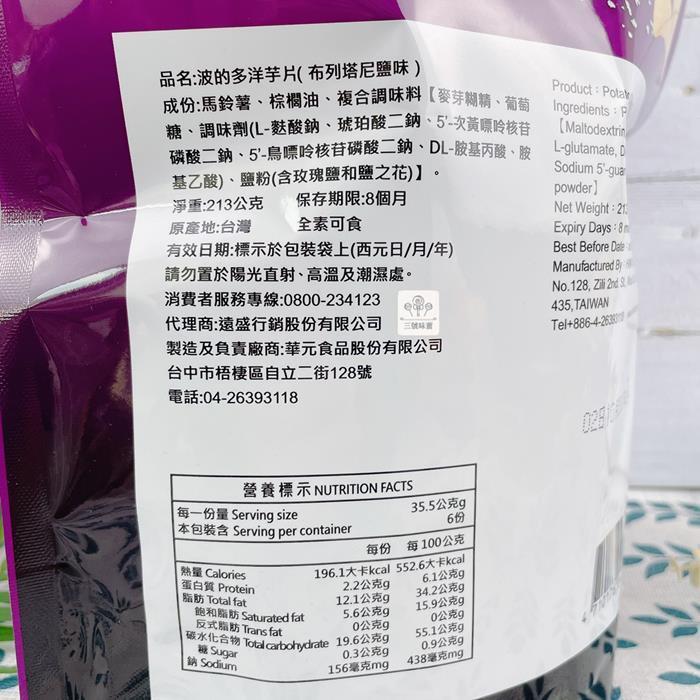 品名:波的多洋芋片( 布列塔尼鹽味 )
成份:馬鈴薯、棕櫚油、複合調味料【麥芽糊精、葡萄
糖、調味劑(L-麩酸鈉、琥珀酸二鈉、5'-次黃嘌呤核苷
磷酸二鈉、5'-鳥嘌呤核苷磷酸二鈉、DL-胺基丙酸、胺
基乙酸)、鹽粉(含玫瑰鹽和鹽之花)】。
淨重:213公克 保存期限:8個月
原產地:台灣 全素可食
有效日期:標示於包裝袋上(西元日/月/年)
請勿置於陽光直射、高溫及潮濕處。
消費者服務專線:0800-234123
代理商:遠盛行銷股份有限公司
製造及負責廠商:華元食品股份有限公司
台中市梧棲區自立二街128號
電話:04-26393118
三號味蕾
Product：
Ingredients：
【Maltodextrin
L-glutamate,
Sodium 5'-
powder】
Net Weight：
Expiry Days：8
Best Before Date
Manufactured By
No.128, Zili 2nd
435,TAIWAN
Tel+886-4-
營養標示 NUTRITION FACTS
每一份量 Serving size 35.5公克g
本包裝含 Serving per container 6份
每份 每100公克
熱量 Calories 196.1大卡kcal 552.6大卡kcal
蛋白質 Protein 2.2公克g 6.1公克g
脂肪 Total fat 12.1公克g 34.2公克g
飽和脂肪 Saturated fat 5.6公克g 15.9公克g
反式脂肪 Trans fat 0公克g 0公克g
碳水化合物 Total carbohydrate 19.6公克g 55.1公克g
糖 Sugar 0.3公克g 0.9公克g
鈉 Sodium 156毫克mg 438毫克mg